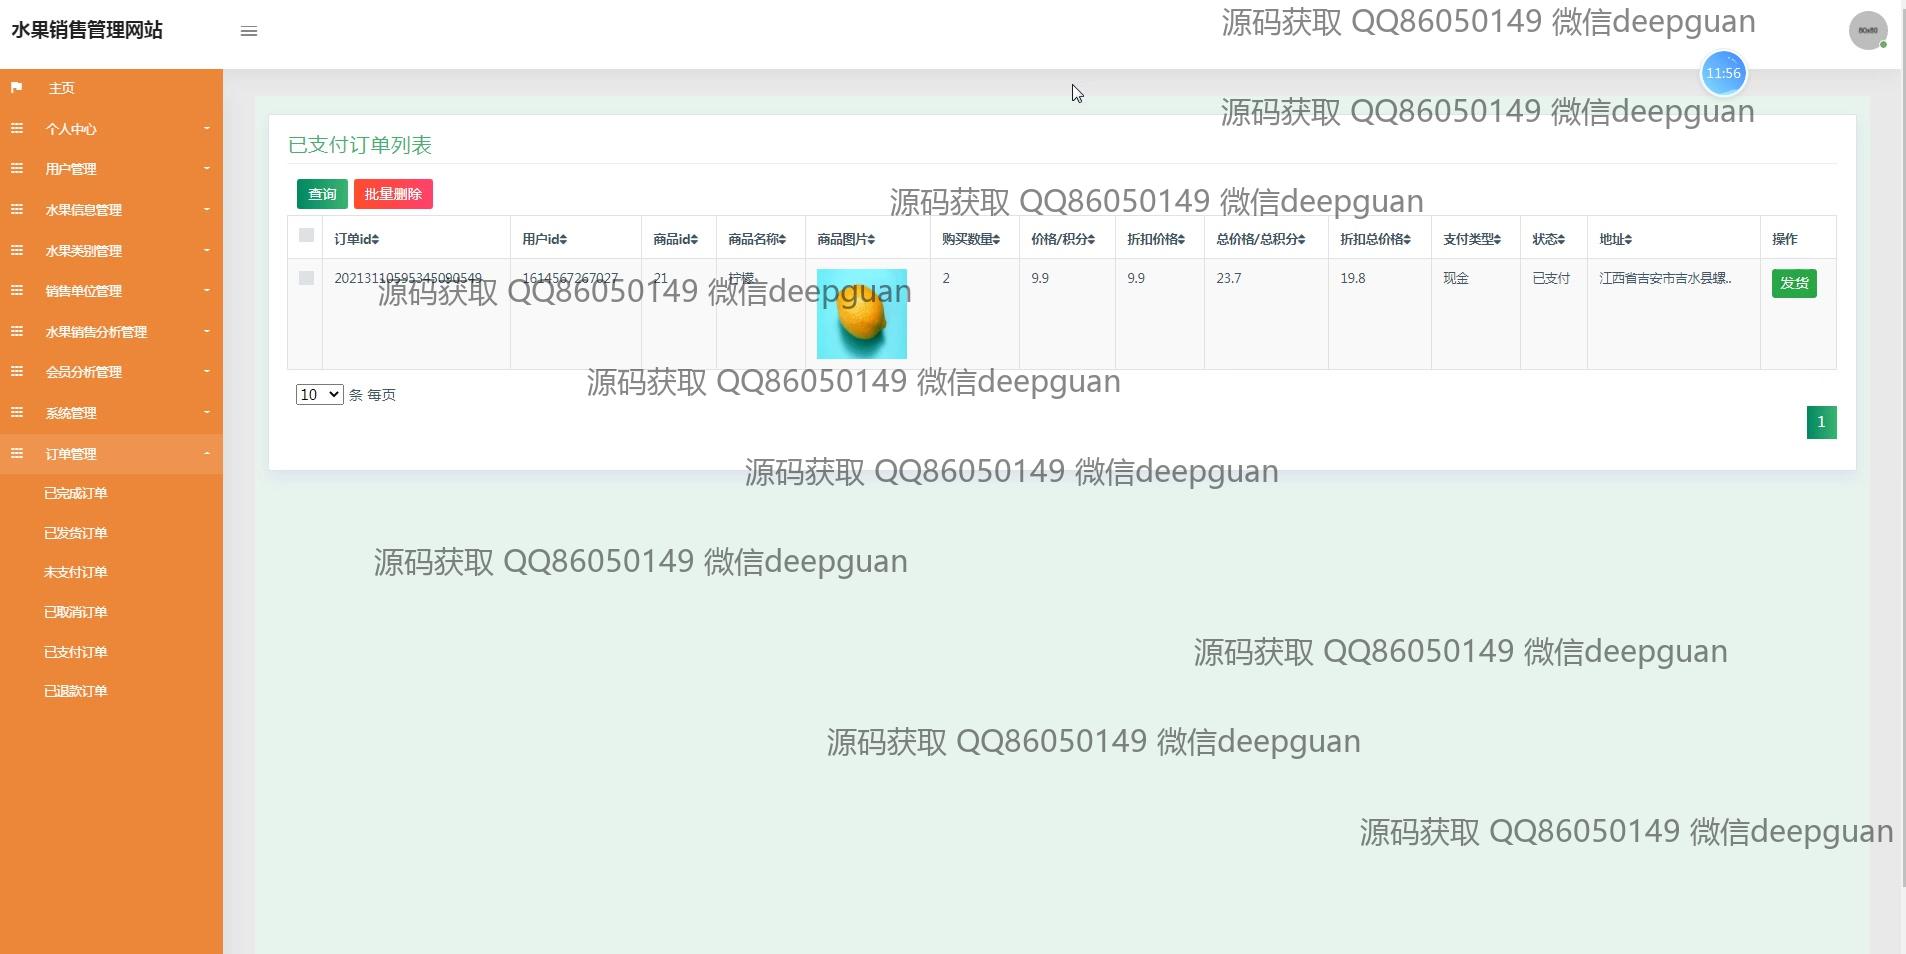 水果销售管理网站
源码获取 QQ86050149 微信deepguan
80x80
11:56
主页
个人中心
用户管理
水果信息管理
水果类别管理
销售单位管理
水果销售分析管理
会员分析管理
系统管理
订单管理
已完成订单
已发货订单
未支付订单
已取消订单
已支付订单
已退款订单
源码获取 QQ86050149 微信deepguan
已支付订单列表
查询 批量删除
源码获取 QQ86050149 微信deepguan
订单id 用户id 商品id 商品名称 商品图片 购买数量 价格/积分 折扣价格 总价格/总积分 折扣总价格 支付类型 状态 地址 操作
20213110595345090549 1614567267027 21 柠檬 2 9.9 9.9 23.7 19.8 现金 已支付 江西省吉安市吉水县螺.. 发货
源码获取 QQ86050149 微信deepguan
源码获取 QQ86050149 微信deepguan
10 条 每页
1
源码获取 QQ86050149 微信deepguan
源码获取 QQ86050149 微信deepguan
源码获取 QQ86050149 微信deepguan
源码获取 QQ86050149 微信deepguan
源码获取 QQ86050149 微信deepguan